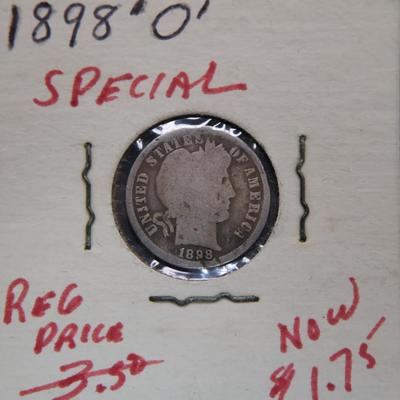 1898 'O'
SPECIAL
UNITED STATES OF AMERICA
1898
REG
PRICE
3.50
NOW
$1.75